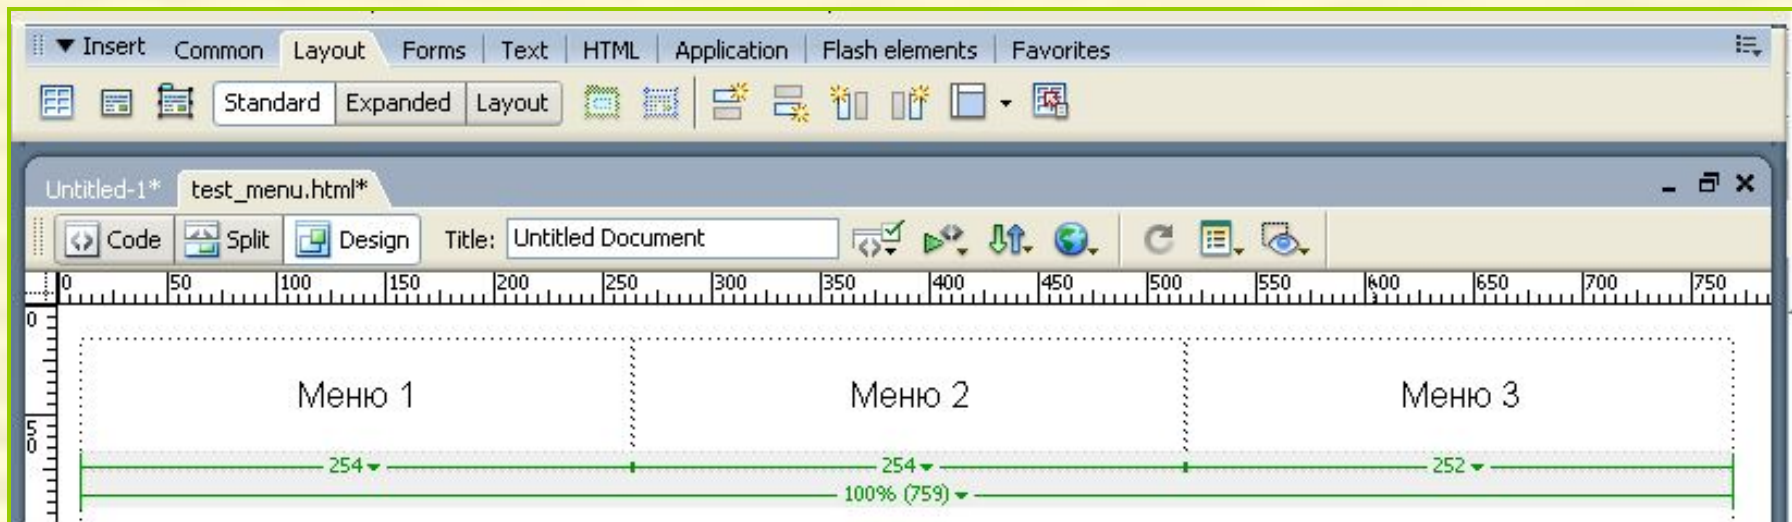 Insert Common Layout Forms | Text | HTML | Application | Flash elements | Favorites
Standard Expanded Layout
Untitled-1* test_menu.html*
Code Split Design Title: Untitled Document
0 50 100 150 200 250 300 350 400 450 500 550 600 650 700 750
0
Меню 1 Меню 2 Меню 3
50
254 254 252
100% (759)